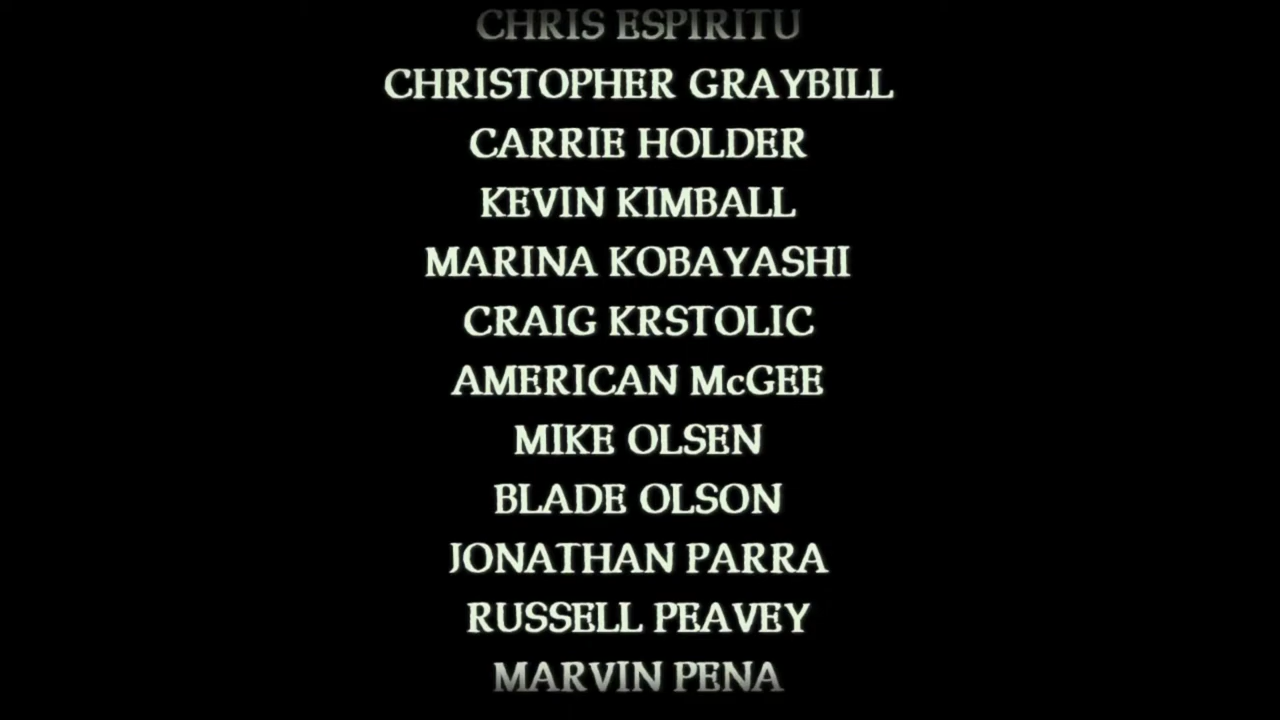 CHRIS ESPIRITU
CHRISTOPHER GRAYBILL
CARRIE HOLDER
KEVIN KIMBALL
MARINA KOBAYASHI
CRAIG KRSTOLIC
AMERICAN McGEE
MIKE OLSEN
BLADE OLSON
JONATHAN PARRA
RUSSELL PEAVEY
MARVIN PENA